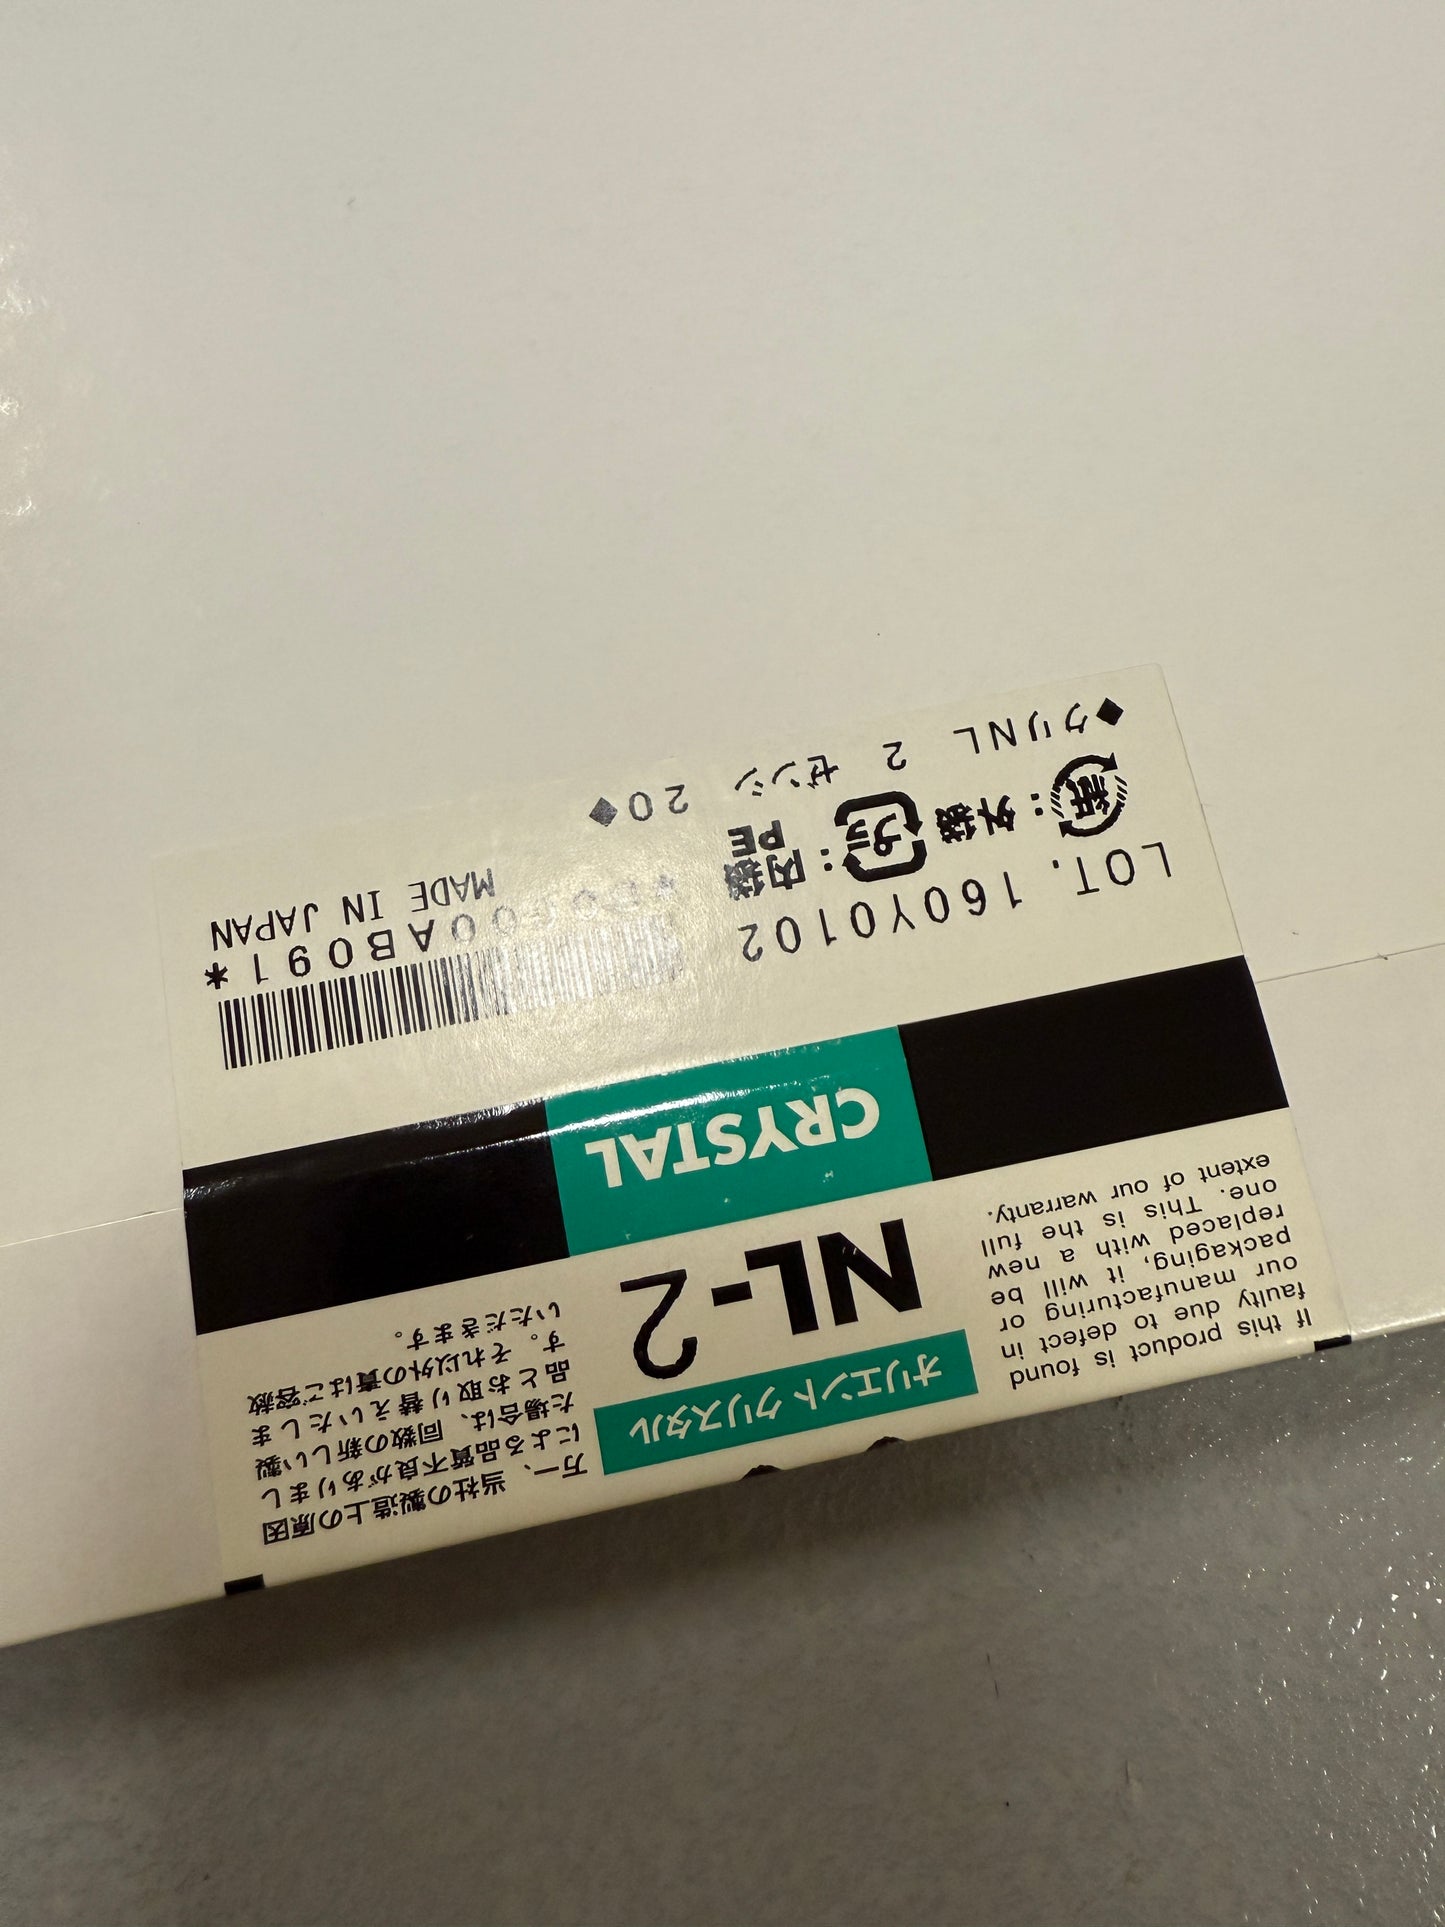 If this product is found
faulty due to defect in
our manufacturing or
packaging, it will be
replaced with a new
one. This is the full
extent of our warranty.
オリエントクリスタル
NL-2
万一、当社の製造上の原因
による品質不良がありまし
た場合は、同数の新しい製
品とお取り替えいたしま
す。それ以外の責はご容赦
いただきます。
CRYSTAL
LOT. 160Y0102
紙 : 外装
プラ : 内袋
PE
00AB091*
MADE IN JAPAN
◆クリNL 2 ゼンシ 20◆